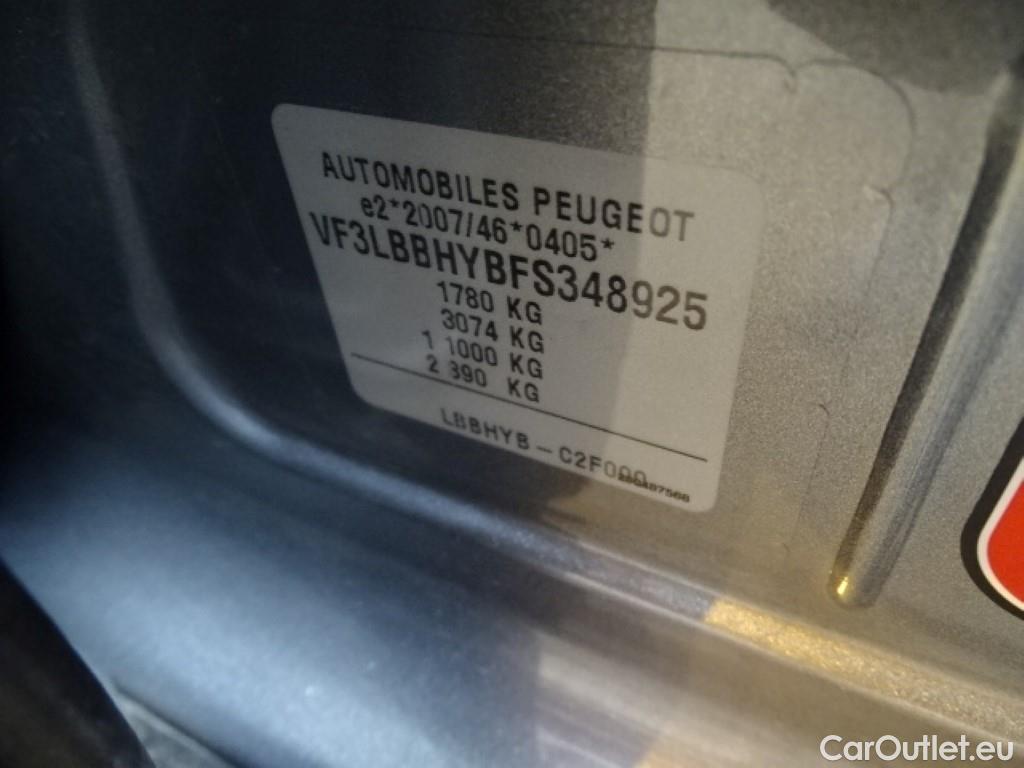 AUTOMOBILES PEUGEOT
e2*2007/46*0405*
VF3LBBHYBFS348925
1780 KG
3074 KG
1 1000 KG
2 890 KG
LBBHYB – C2F000
CarOutlet.eu